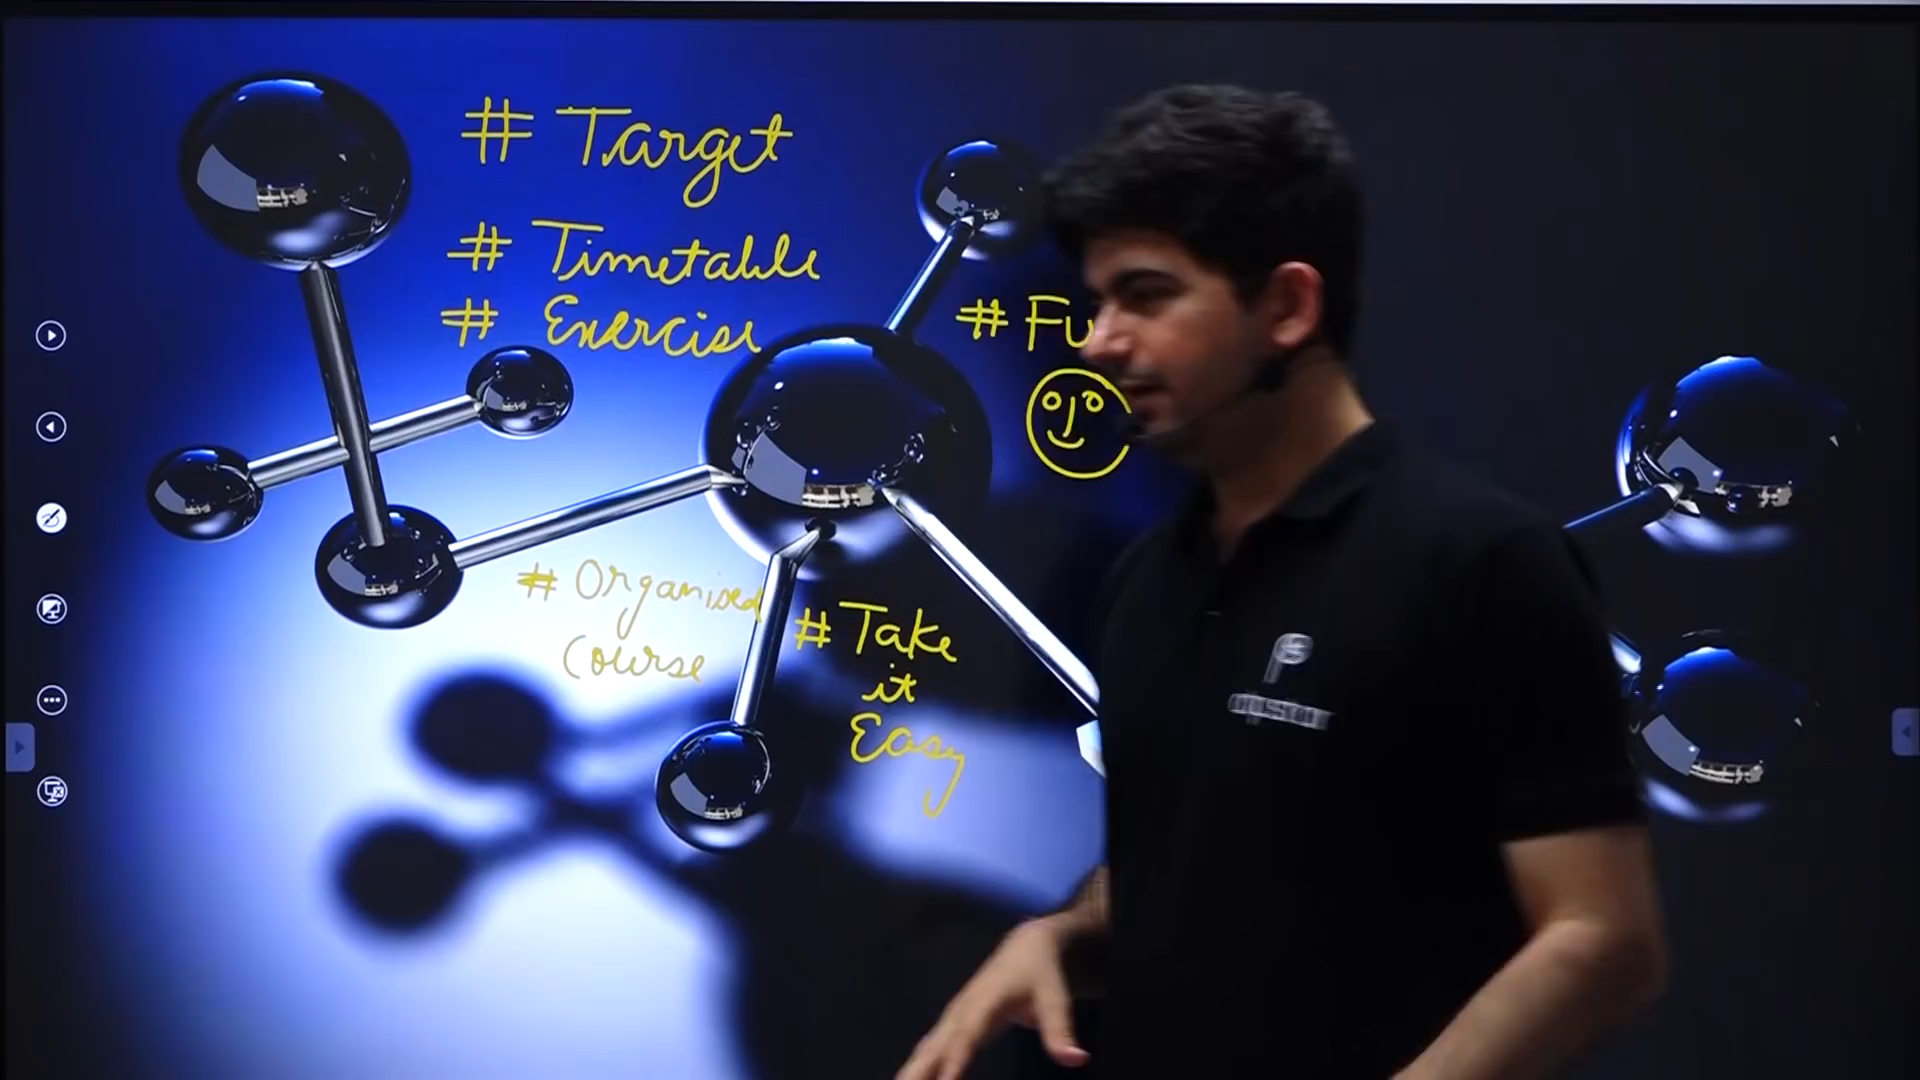 # Target
# Timetable
# Exercise
# Fu
# Organised
Course
# Take
it
Easy